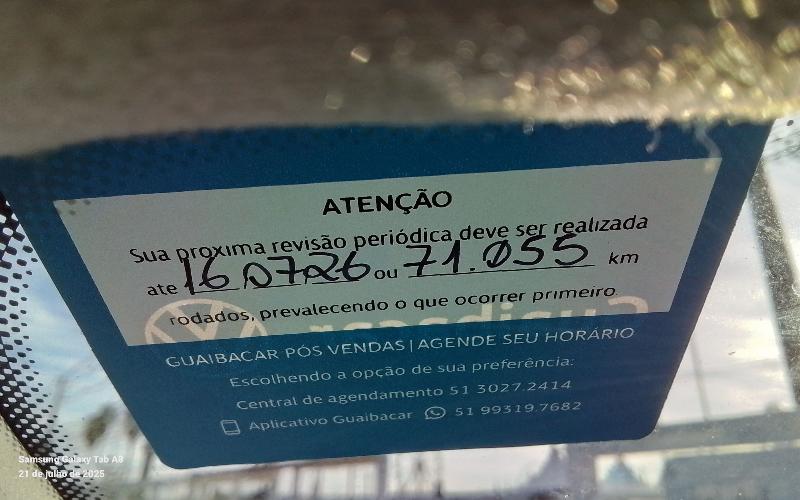 ATENÇÃO
Sua proxima revisão periódica deve ser realizada
ate 16.07.26 ou 71.055 km
rodados, prevalecendo o que ocorrer primeiro.
GUAIBACAR PÓS VENDAS | AGENDE SEU HORÁRIO
Escolhendo a opção de sua preferência:
Central de agendamento 51 3027.2414
Aplicativo Guaibacar 51 99319.7682
Samsung Galaxy Tab A8
21 de julho de 2025